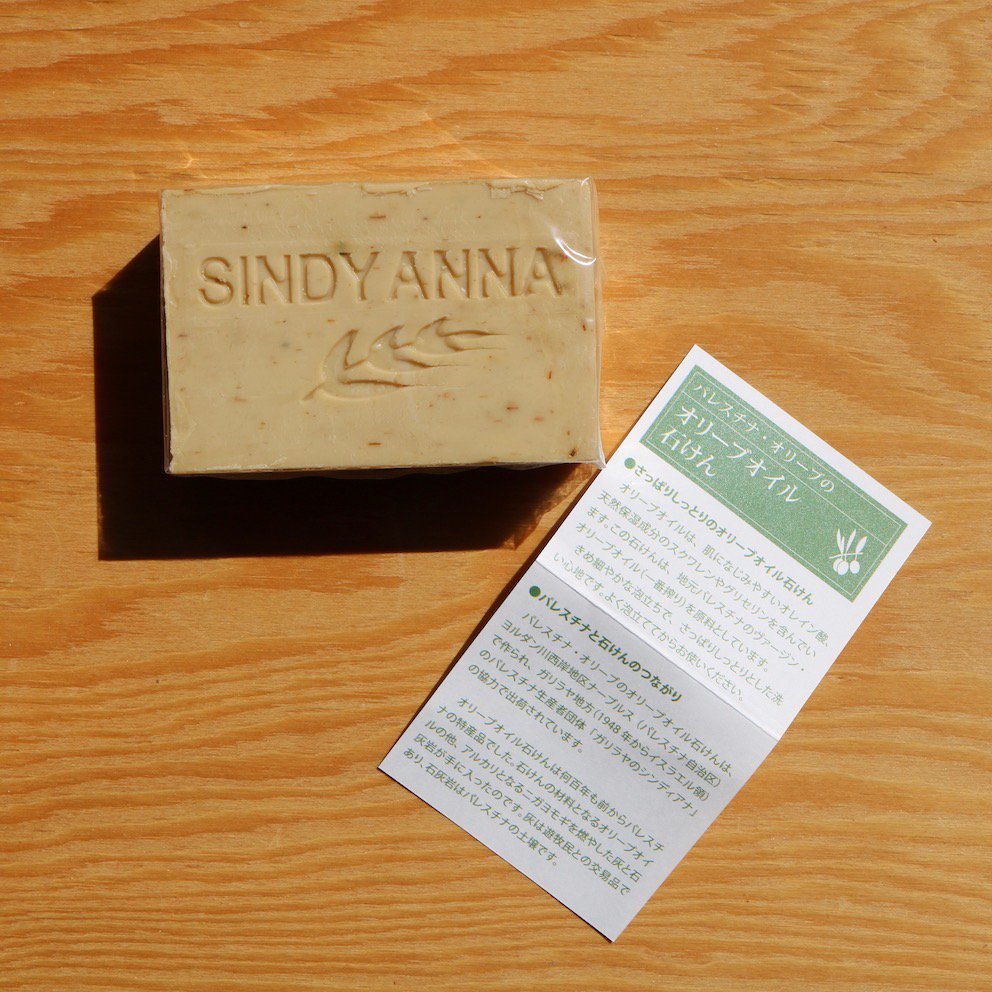 SINDYANNA
パレスチナ・オリーブの
オリーブオイル
石けん
●さっぱりしっとりのオリーブオイル石けん
オリーブオイルは、肌になじみやすいオレイン酸、
天然保湿成分のスクワレンやグリセリンを含んでい
ます。この石けんは、地元パレスチナのヴァージン・
オリーブオイル(一番搾り)を原料としています。
きめ細やかな泡立ちで、さっぱりしっとりとした洗
い心地です。よく泡立ててからお使いください。
●パレスチナと石けんのつながり
パレスチナ・オリーブのオリーブオイル石けんは、
ヨルダン川西岸地区ナーブルス(パレスチナ自治区)
で作られ、ガリラヤ地方(1948年からイスラエル領)
のパレスチナ生産者団体「ガリラヤのシンディアナ」
の協力で出荷されています。
オリーブオイル石けんは何百年も前からパレスチ
ナの特産品でした。石けんの材料となるオリーブオイ
ルの他、アルカリとなるニガヨモギを燃やした灰と石
灰岩が手に入ったのです。灰は遊牧民との交易品で
あり、石灰岩はパレスチナの土壌です。